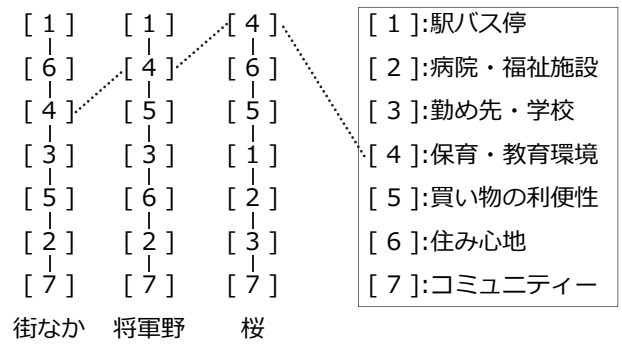 [ 1 ] [ 1 ] [ 4 ] [ 1 ]:駅バス停
[ 6 ] [ 4 ] [ 6 ] [ 2 ]:病院・福祉施設
[ 4 ] [ 5 ] [ 5 ] [ 3 ]:勤め先・学校
[ 3 ] [ 3 ] [ 1 ] [ 4 ]:保育・教育環境
[ 5 ] [ 6 ] [ 2 ] [ 5 ]:買い物の利便性
[ 2 ] [ 2 ] [ 3 ] [ 6 ]:住み心地
[ 7 ] [ 7 ] [ 7 ] [ 7 ]:コミュニティー
街なか 将軍野 桜